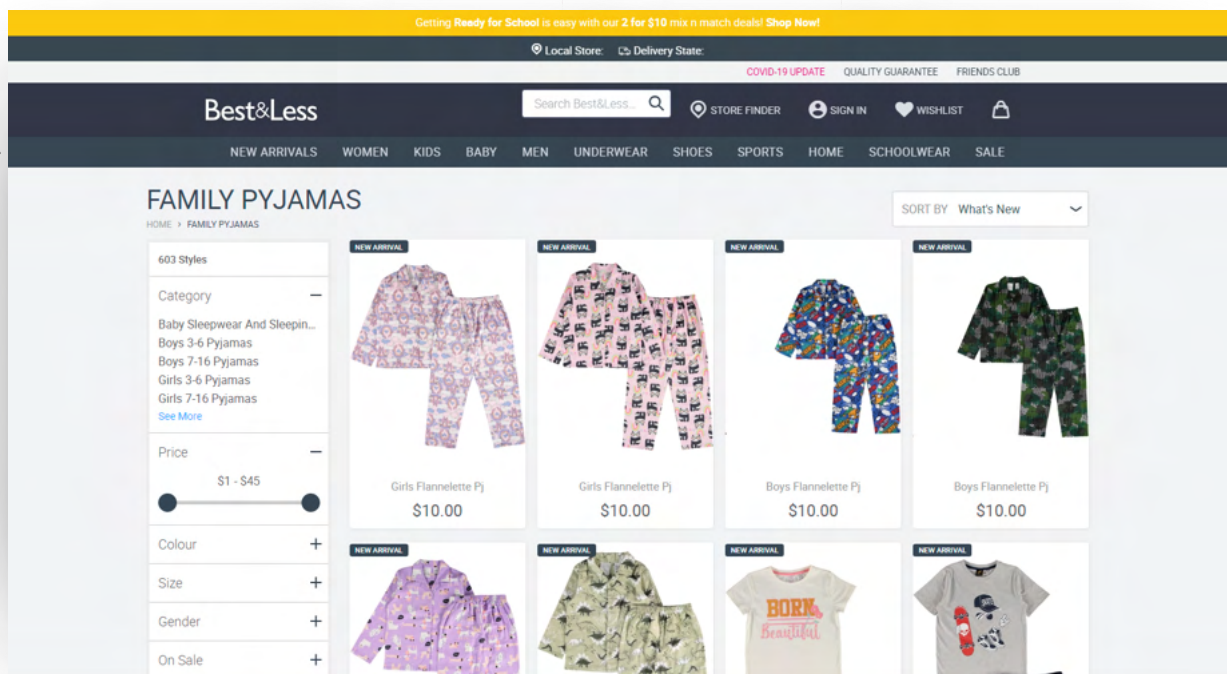 Getting Ready for School is easy with our 2 for $10 mix n match deals! Shop Now!
Local Store: Delivery State:
COVID-19 UPDATE QUALITY GUARANTEE FRIENDS CLUB
Best&Less
Search Best&Less...
STORE FINDER SIGN IN WISHLIST
NEW ARRIVALS WOMEN KIDS BABY MEN UNDERWEAR SHOES SPORTS HOME SCHOOLWEAR SALE
FAMILY PYJAMAS
HOME > FAMILY PYJAMAS
SORT BY What's New
603 Styles
Category
Baby Sleepwear And Sleepin...
Boys 3-6 Pyjamas
Boys 7-16 Pyjamas
Girls 3-6 Pyjamas
Girls 7-16 Pyjamas
See More
Price
$1 - $45
Colour
Size
Gender
On Sale
NEW ARRIVAL NEW ARRIVAL NEW ARRIVAL NEW ARRIVAL
Girls Flannelette Pj Girls Flannelette Pj Boys Flannelette Pj Boys Flannelette Pj
$10.00 $10.00 $10.00 $10.00
NEW ARRIVAL NEW ARRIVAL NEW ARRIVAL NEW ARRIVAL
BORN
Beautiful